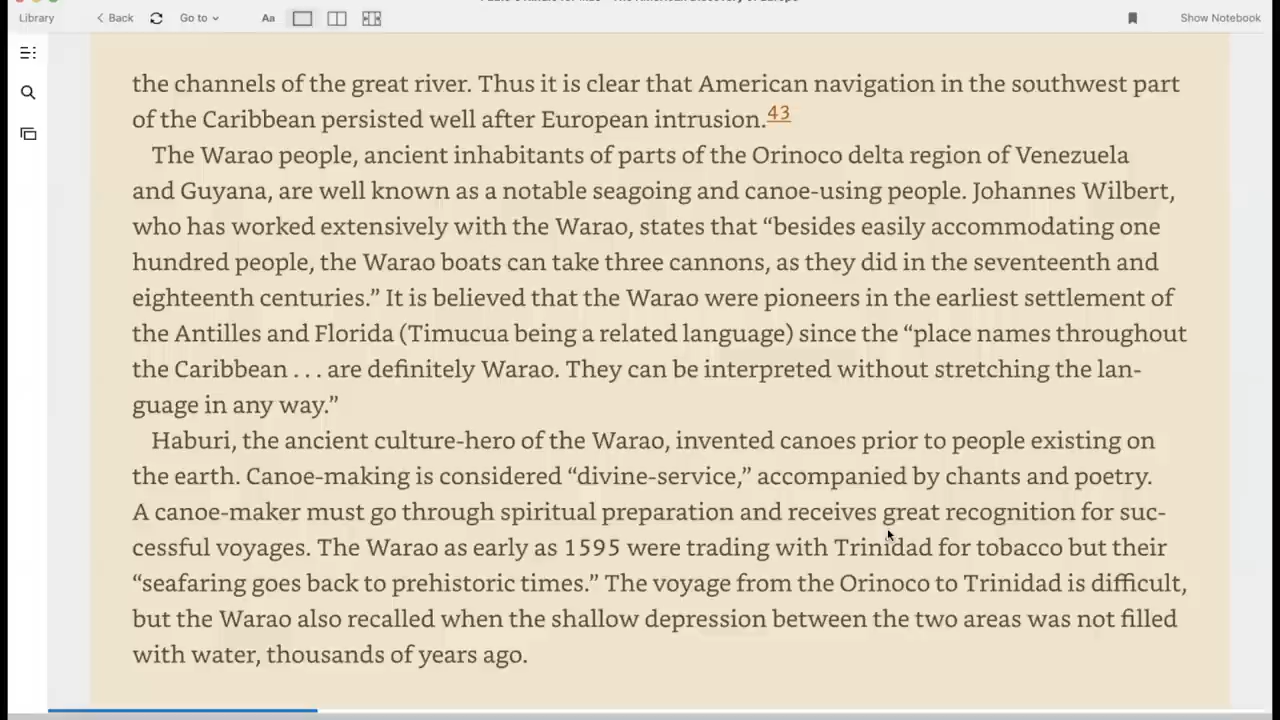 Library
Back
Go to
Aa
Show Notebook
the channels of the great river. Thus it is clear that American navigation in the southwest part
of the Caribbean persisted well after European intrusion.43
The Warao people, ancient inhabitants of parts of the Orinoco delta region of Venezuela
and Guyana, are well known as a notable seagoing and canoe-using people. Johannes Wilbert,
who has worked extensively with the Warao, states that “besides easily accommodating one
hundred people, the Warao boats can take three cannons, as they did in the seventeenth and
eighteenth centuries.” It is believed that the Warao were pioneers in the earliest settlement of
the Antilles and Florida (Timucua being a related language) since the “place names throughout
the Caribbean . . . are definitely Warao. They can be interpreted without stretching the lan-
guage in any way.”
Haburi, the ancient culture-hero of the Warao, invented canoes prior to people existing on
the earth. Canoe-making is considered “divine-service,” accompanied by chants and poetry.
A canoe-maker must go through spiritual preparation and receives great recognition for suc-
cessful voyages. The Warao as early as 1595 were trading with Trinidad for tobacco but their
“seafaring goes back to prehistoric times.” The voyage from the Orinoco to Trinidad is difficult,
but the Warao also recalled when the shallow depression between the two areas was not filled
with water, thousands of years ago.